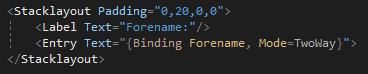 <Stacklayout Padding="0,20,0,0">
    <Label Text="Forename:"/>
    <Entry Text="{Binding Forename, Mode=TwoWay}">
</Stacklayout>